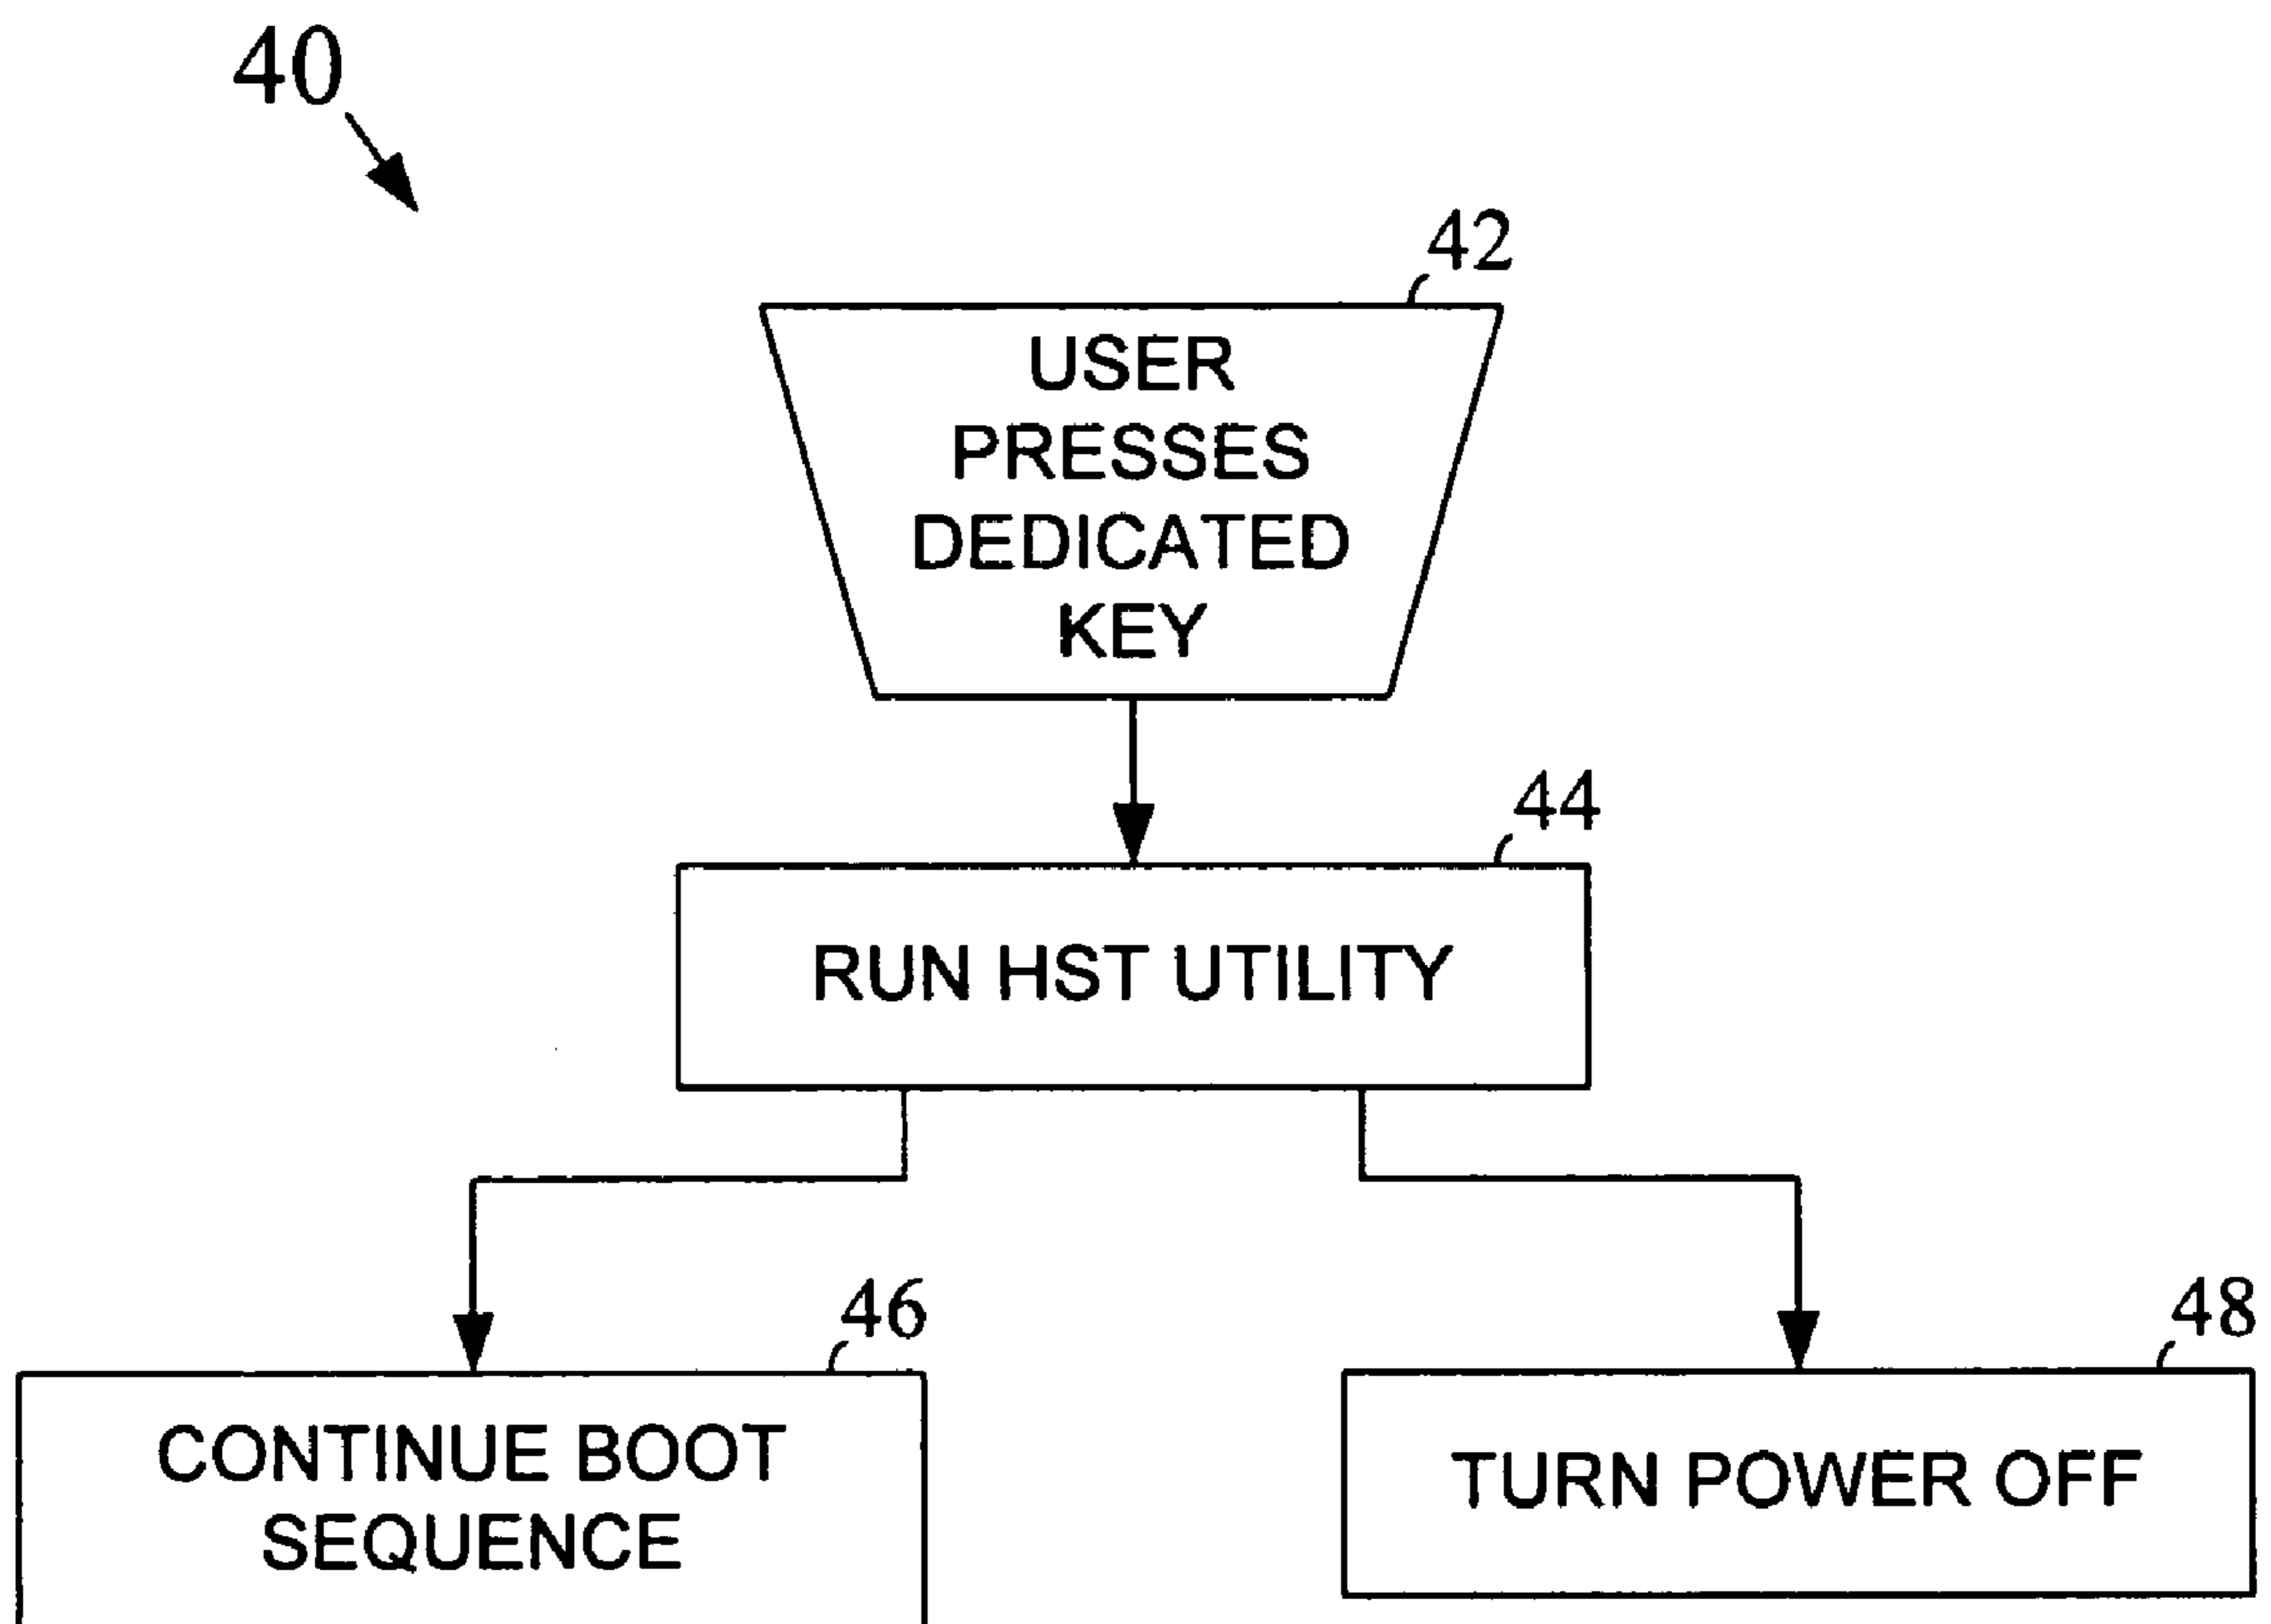 40
42
USER
PRESSES
DEDICATED
KEY
44
RUN HST UTILITY
46
CONTINUE BOOT
SEQUENCE
48
TURN POWER OFF